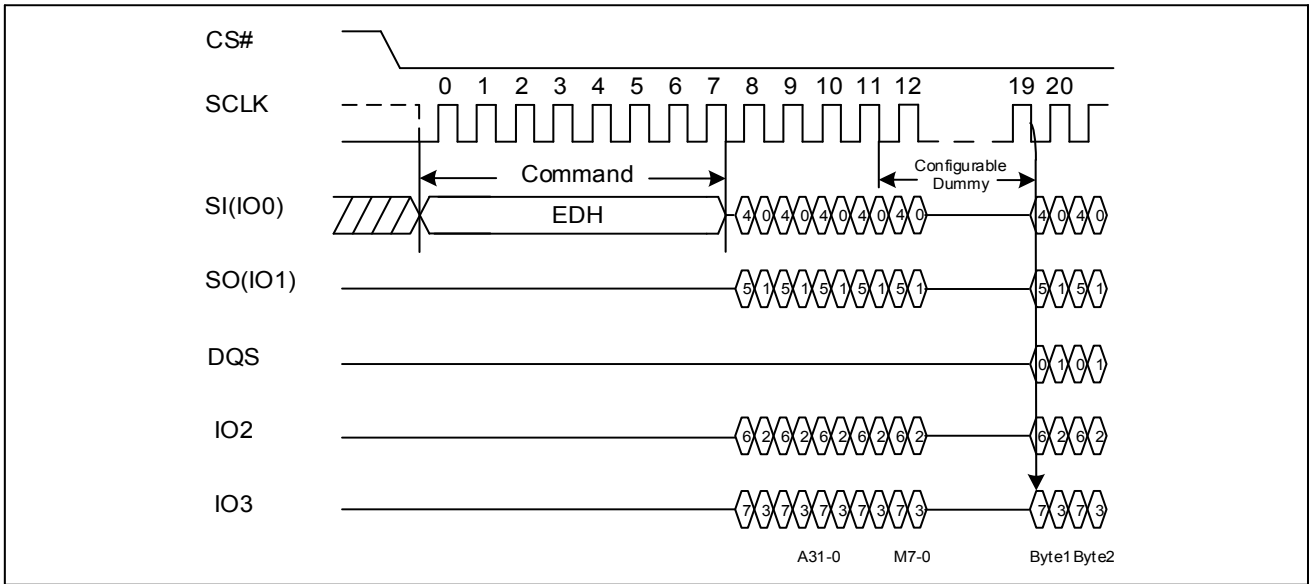 CS#
0 1 2 3 4 5 6 7 8 9 10 11 12 19 20
SCLK
Command
Configurable
Dummy
SI(IO0)
EDH
4 0 4 0 4 0 4 0 4 0 4 0 4 0
SO(IO1)
5 1 5 1 5 1 5 1 5 1 5 1 5 1
DQS
0 1 0 1
IO2
6 2 6 2 6 2 6 2 6 2 6 2 6 2
IO3
7 3 7 3 7 3 7 3 7 3 7 3 7 3
A31-0 M7-0 Byte1 Byte2